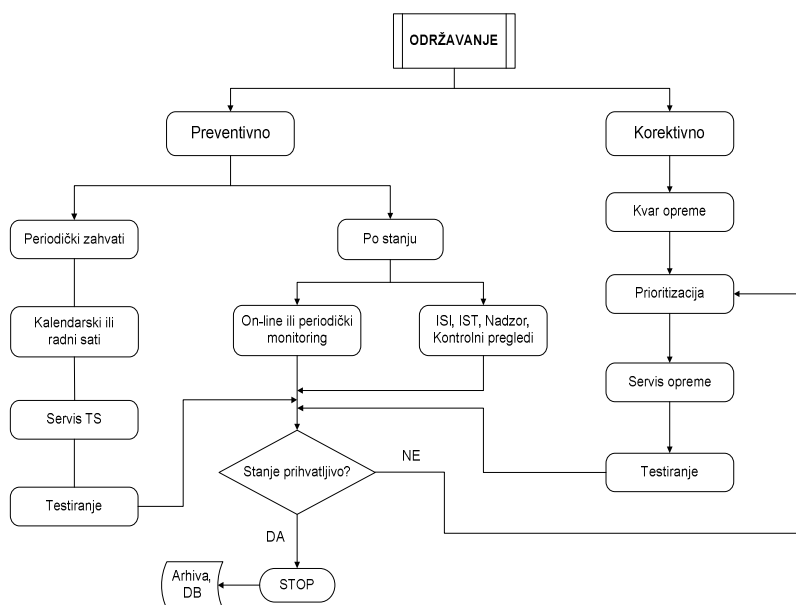 ODRŽAVANJE
Preventivno
Korektivno
Periodički zahvati
Po stanju
Kvar opreme
Kalendarski ili
radni sati
On-line ili periodički
monitoring
ISI, IST, Nadzor,
Kontrolni pregledi
Prioritizacija
Servis TS
Servis opreme
Testiranje
Stanje prihvatljivo?
NE
Testiranje
DA
Arhiva,
DB
STOP